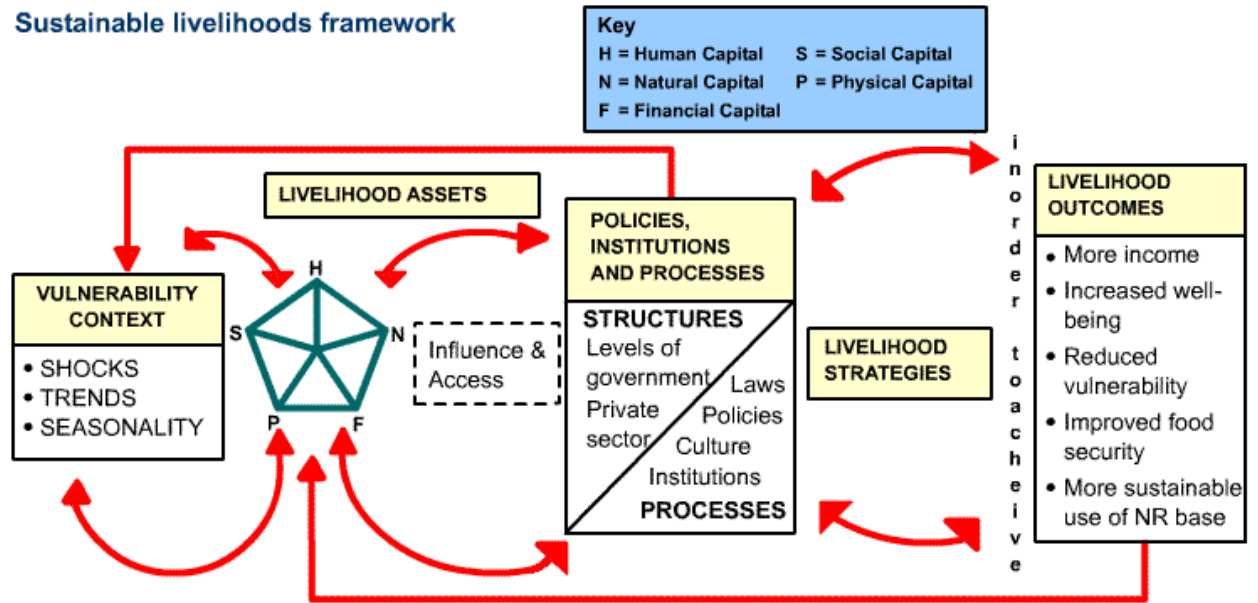 Sustainable livelihoods framework
Key
H = Human Capital
S = Social Capital
N = Natural Capital
P = Physical Capital
F = Financial Capital
LIVELIHOOD ASSETS
H
S
N
P
F
VULNERABILITY
CONTEXT
• SHOCKS
• TRENDS
• SEASONALITY
Influence &
Access
POLICIES,
INSTITUTIONS
AND PROCESSES
STRUCTURES
Levels of
government
Private
sector
Laws
Policies
Culture
Institutions
PROCESSES
LIVELIHOOD
STRATEGIES
inorder toacheive
LIVELIHOOD
OUTCOMES
• More income
• Increased well-
being
• Reduced
vulnerability
• Improved food
security
• More sustainable
use of NR base